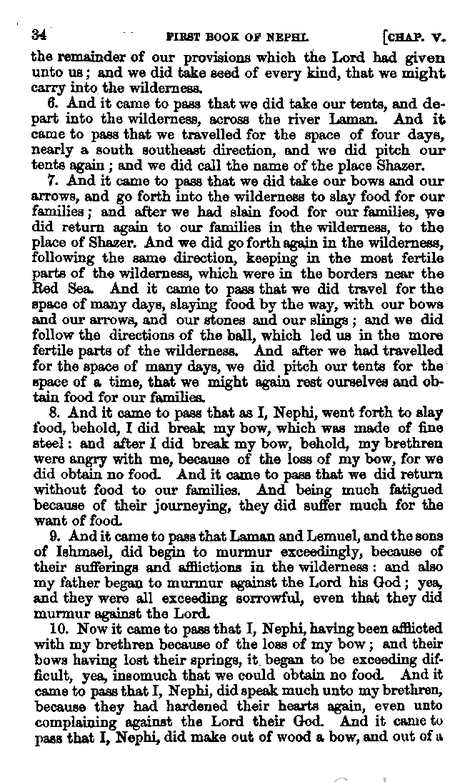 34 FIRST BOOK OF NEPHI. [CHAP. V.
the remainder of our provisions which the Lord had given
unto us; and we did take seed of every kind, that we might
carry into the wilderness.
6. And it came to pass that we did take our tents, and de-
part into the wilderness, across the river Laman. And it
came to pass that we travelled for the space of four days,
nearly a south southeast direction, and we did pitch our
tents again; and we did call the name of the place Shazer.
7. And it came to pass that we did take our bows and our
arrows, and go forth into the wilderness to slay food for our
families; and after we had slain food for our families, we
did return again to our families in the wilderness, to the
place of Shazer. And we did go forth again in the wilderness,
following the same direction, keeping in the most fertile
parts of the wilderness, which were in the borders near the
Red Sea. And it came to pass that we did travel for the
space of many days, slaying food by the way, with our bows
and our arrows, and our stones and our slings; and we did
follow the directions of the ball, which led us in the more
fertile parts of the wilderness. And after we had travelled
for the space of many days, we did pitch our tents for the
space of a time, that we might again rest ourselves and ob-
tain food for our families.
8. And it came to pass that as I, Nephi, went forth to slay
food, behold, I did break my bow, which was made of fine
steel: and after I did break my bow, behold, my brethren
were angry with me, because of the loss of my bow, for we
did obtain no food. And it came to pass that we did return
without food to our families. And being much fatigued
because of their journeying, they did suffer much for the
want of food.
9. And it came to pass that Laman and Lemuel, and the sons
of Ishmael, did begin to murmur exceedingly, because of
their sufferings and afflictions in the wilderness: and also
my father began to murmur against the Lord his God; yea,
and they were all exceeding sorrowful, even that they did
murmur against the Lord.
10. Now it came to pass that I, Nephi, having been afflicted
with my brethren because of the loss of my bow; and their
bows having lost their springs, it began to be exceeding dif-
ficult, yea, insomuch that we could obtain no food. And it
came to pass that I, Nephi, did speak much unto my brethren,
because they had hardened their hearts again, even unto
complaining against the Lord their God. And it came to
pass that I, Nephi, did make out of wood a bow, and out of a